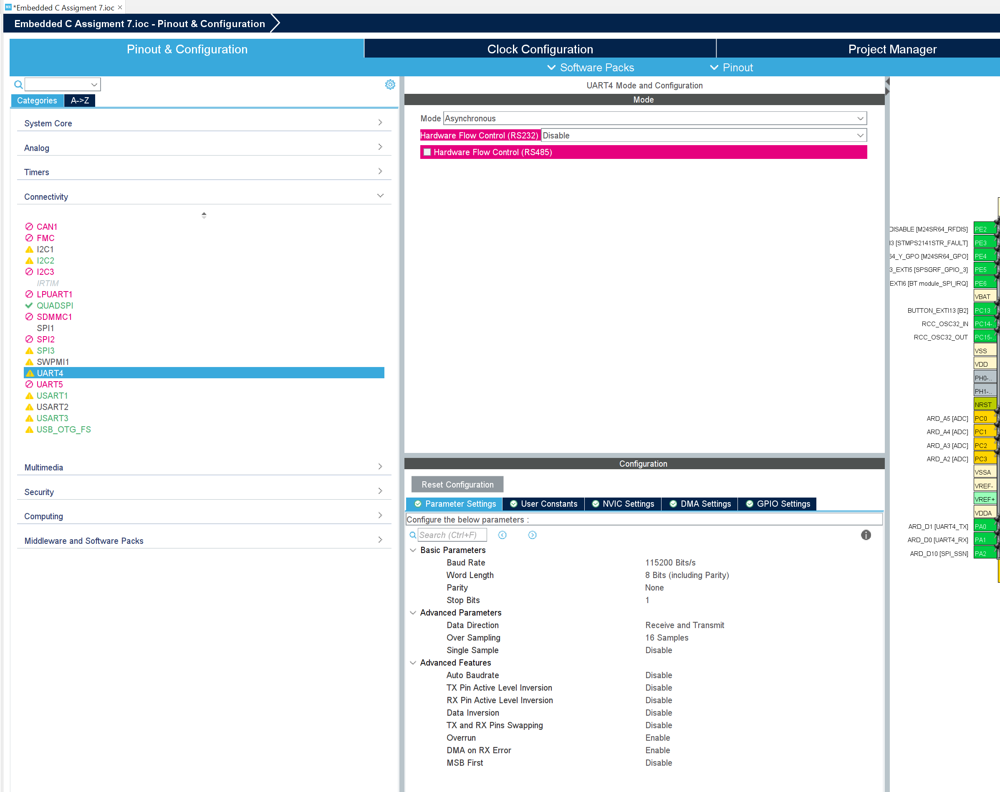 MX *Embedded C Assigment 7.ioc ×
Embedded C Assigment 7.ioc - Pinout & Configuration
Pinout & Configuration
Clock Configuration
Project Manager
Software Packs
Pinout
Categories
A->Z
System Core
Analog
Timers
Connectivity
CAN1
FMC
I2C1
I2C2
I2C3
IRTIM
LPUART1
QUADSPI
SDMMC1
SPI1
SPI2
SPI3
SWPMI1
UART4
UART5
USART1
USART2
USART3
USB_OTG_FS
Multimedia
Security
Computing
Middleware and Software Packs
UART4 Mode and Configuration
Mode
Mode Asynchronous
Hardware Flow Control (RS232) Disable
Hardware Flow Control (RS485)
Configuration
Reset Configuration
Parameter Settings
User Constants
NVIC Settings
DMA Settings
GPIO Settings
Configure the below parameters :
Search (Ctrl+F)
Basic Parameters
Baud Rate 115200 Bits/s
Word Length 8 Bits (including Parity)
Parity None
Stop Bits 1
Advanced Parameters
Data Direction Receive and Transmit
Over Sampling 16 Samples
Single Sample Disable
Advanced Features
Auto Baudrate Disable
TX Pin Active Level Inversion Disable
RX Pin Active Level Inversion Disable
Data Inversion Disable
TX and RX Pins Swapping Disable
Overrun Enable
DMA on RX Error Enable
MSB First Disable
DISABLE [M24SR64_RFDIS] PE2
I3 [STMPS2141STR_FAULT] PE3
64_Y_GPO [M24SR64_GPO] PE4
3_EXTI5 [SPSGRF_GPIO_3] PE5
EXTI6 [BT module_SPI_IRQ] PE6
VBAT
BUTTON_EXTI13 [B2] PC13
RCC_OSC32_IN PC14-..
RCC_OSC32_OUT PC15-..
VSS
VDD
PH0-..
PH1-..
NRST
ARD_A5 [ADC] PC0
ARD_A4 [ADC] PC1
ARD_A3 [ADC] PC2
ARD_A2 [ADC] PC3
VSSA
VREF-
VREF+
VDDA
ARD_D1 [UART4_TX] PA0
ARD_D0 [UART4_RX] PA1
ARD_D10 [SPI_SSN] PA2